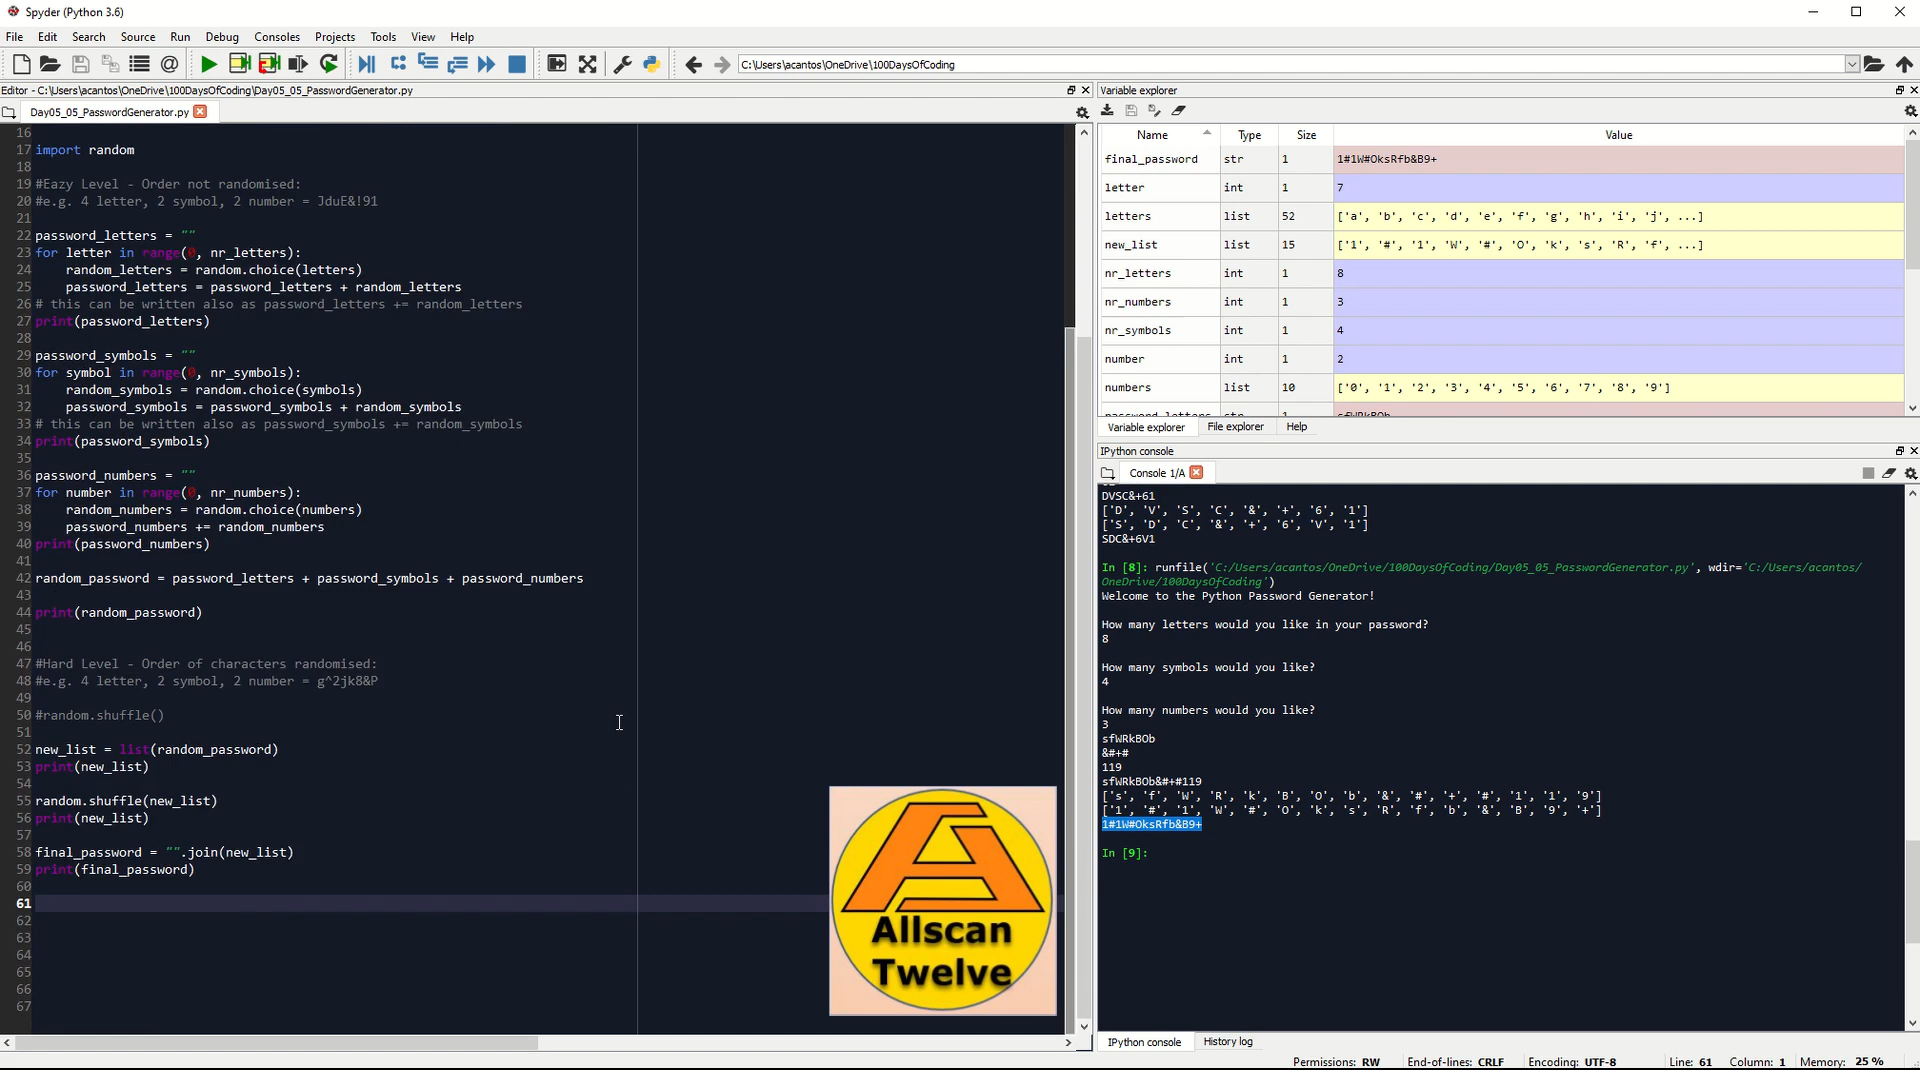 Spyder (Python 3.6)
File Edit Search Source Run Debug Consoles Projects Tools View Help
C:\Users\acantos\OneDrive\100DaysOfCoding
Editor - C:\Users\acantos\OneDrive\100DaysOfCoding\Day05_05_PasswordGenerator.py
Day05_05_PasswordGenerator.py
16
17 import random
18
19 #Eazy Level - Order not randomised:
20 #e.g. 4 letter, 2 symbol, 2 number = JduE&!91
21
22 password_letters = ""
23 for letter in range(0, nr_letters):
24     random_letters = random.choice(letters)
25     password_letters = password_letters + random_letters
26 # this can be written also as password_letters += random_letters
27 print(password_letters)
28
29 password_symbols = ""
30 for symbol in range(0, nr_symbols):
31     random_symbols = random.choice(symbols)
32     password_symbols = password_symbols + random_symbols
33 # this can be written also as password_symbols += random_symbols
34 print(password_symbols)
35
36 password_numbers = ""
37 for number in range(0, nr_numbers):
38     random_numbers = random.choice(numbers)
39     password_numbers += random_numbers
40 print(password_numbers)
41
42 random_password = password_letters + password_symbols + password_numbers
43
44 print(random_password)
45
46
47 #Hard Level - Order of characters randomised:
48 #e.g. 4 letter, 2 symbol, 2 number = g^2jk8&P
49
50 #random.shuffle()
51
52 new_list = list(random_password)
53 print(new_list)
54
55 random.shuffle(new_list)
56 print(new_list)
57
58 final_password = "".join(new_list)
59 print(final_password)
60
61
62
63
64
65
66
67
Allscan
Twelve
Variable explorer
Name Type Size Value
final_password str 1 1#1W#OksRfb&B9+
letter int 1 7
letters list 52 ['a', 'b', 'c', 'd', 'e', 'f', 'g', 'h', 'i', 'j', ...]
new_list list 15 ['1', '#', '1', 'W', '#', 'O', 'k', 's', 'R', 'f', ...]
nr_letters int 1 8
nr_numbers int 1 3
nr_symbols int 1 4
number int 1 2
numbers list 10 ['0', '1', '2', '3', '4', '5', '6', '7', '8', '9']
password_letters str 1 sfWRkBOb
Variable explorer File explorer Help
IPython console
Console 1/A
DVSC&+61
['D', 'V', 'S', 'C', '&', '+', '6', '1']
['S', 'D', 'C', '&', '+', '6', 'V', '1']
SDC&+6V1
In [8]: runfile('C:/Users/acantos/OneDrive/100DaysOfCoding/Day05_05_PasswordGenerator.py', wdir='C:/Users/acantos/
OneDrive/100DaysOfCoding')
Welcome to the Python Password Generator!
How many letters would you like in your password?
8
How many symbols would you like?
4
How many numbers would you like?
3
sfWRkBOb
&#+#
119
sfWRkBOb&#+#119
['s', 'f', 'W', 'R', 'k', 'B', 'O', 'b', '&', '#', '+', '#', '1', '1', '9']
['1', '#', '1', 'W', '#', 'O', 'k', 's', 'R', 'f', 'b', '&', 'B', '9', '+']
1#1W#OksRfb&B9+
In [9]:
IPython console History log
Permissions: RW End-of-lines: CRLF Encoding: UTF-8 Line: 61 Column: 1 Memory: 25 %